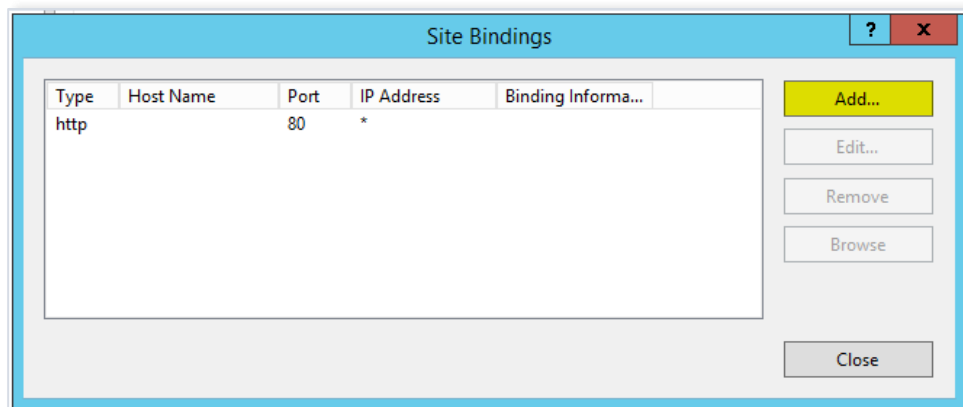 Site Bindings
? x
Type Host Name Port IP Address Binding Informa...
http 80 *
Add...
Edit...
Remove
Browse
Close